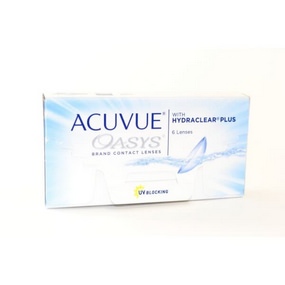 ACUVUE®
OASYS®
BRAND CONTACT LENSES
WITH
HYDRACLEAR® PLUS
6 Lenses
UV BLOCKING